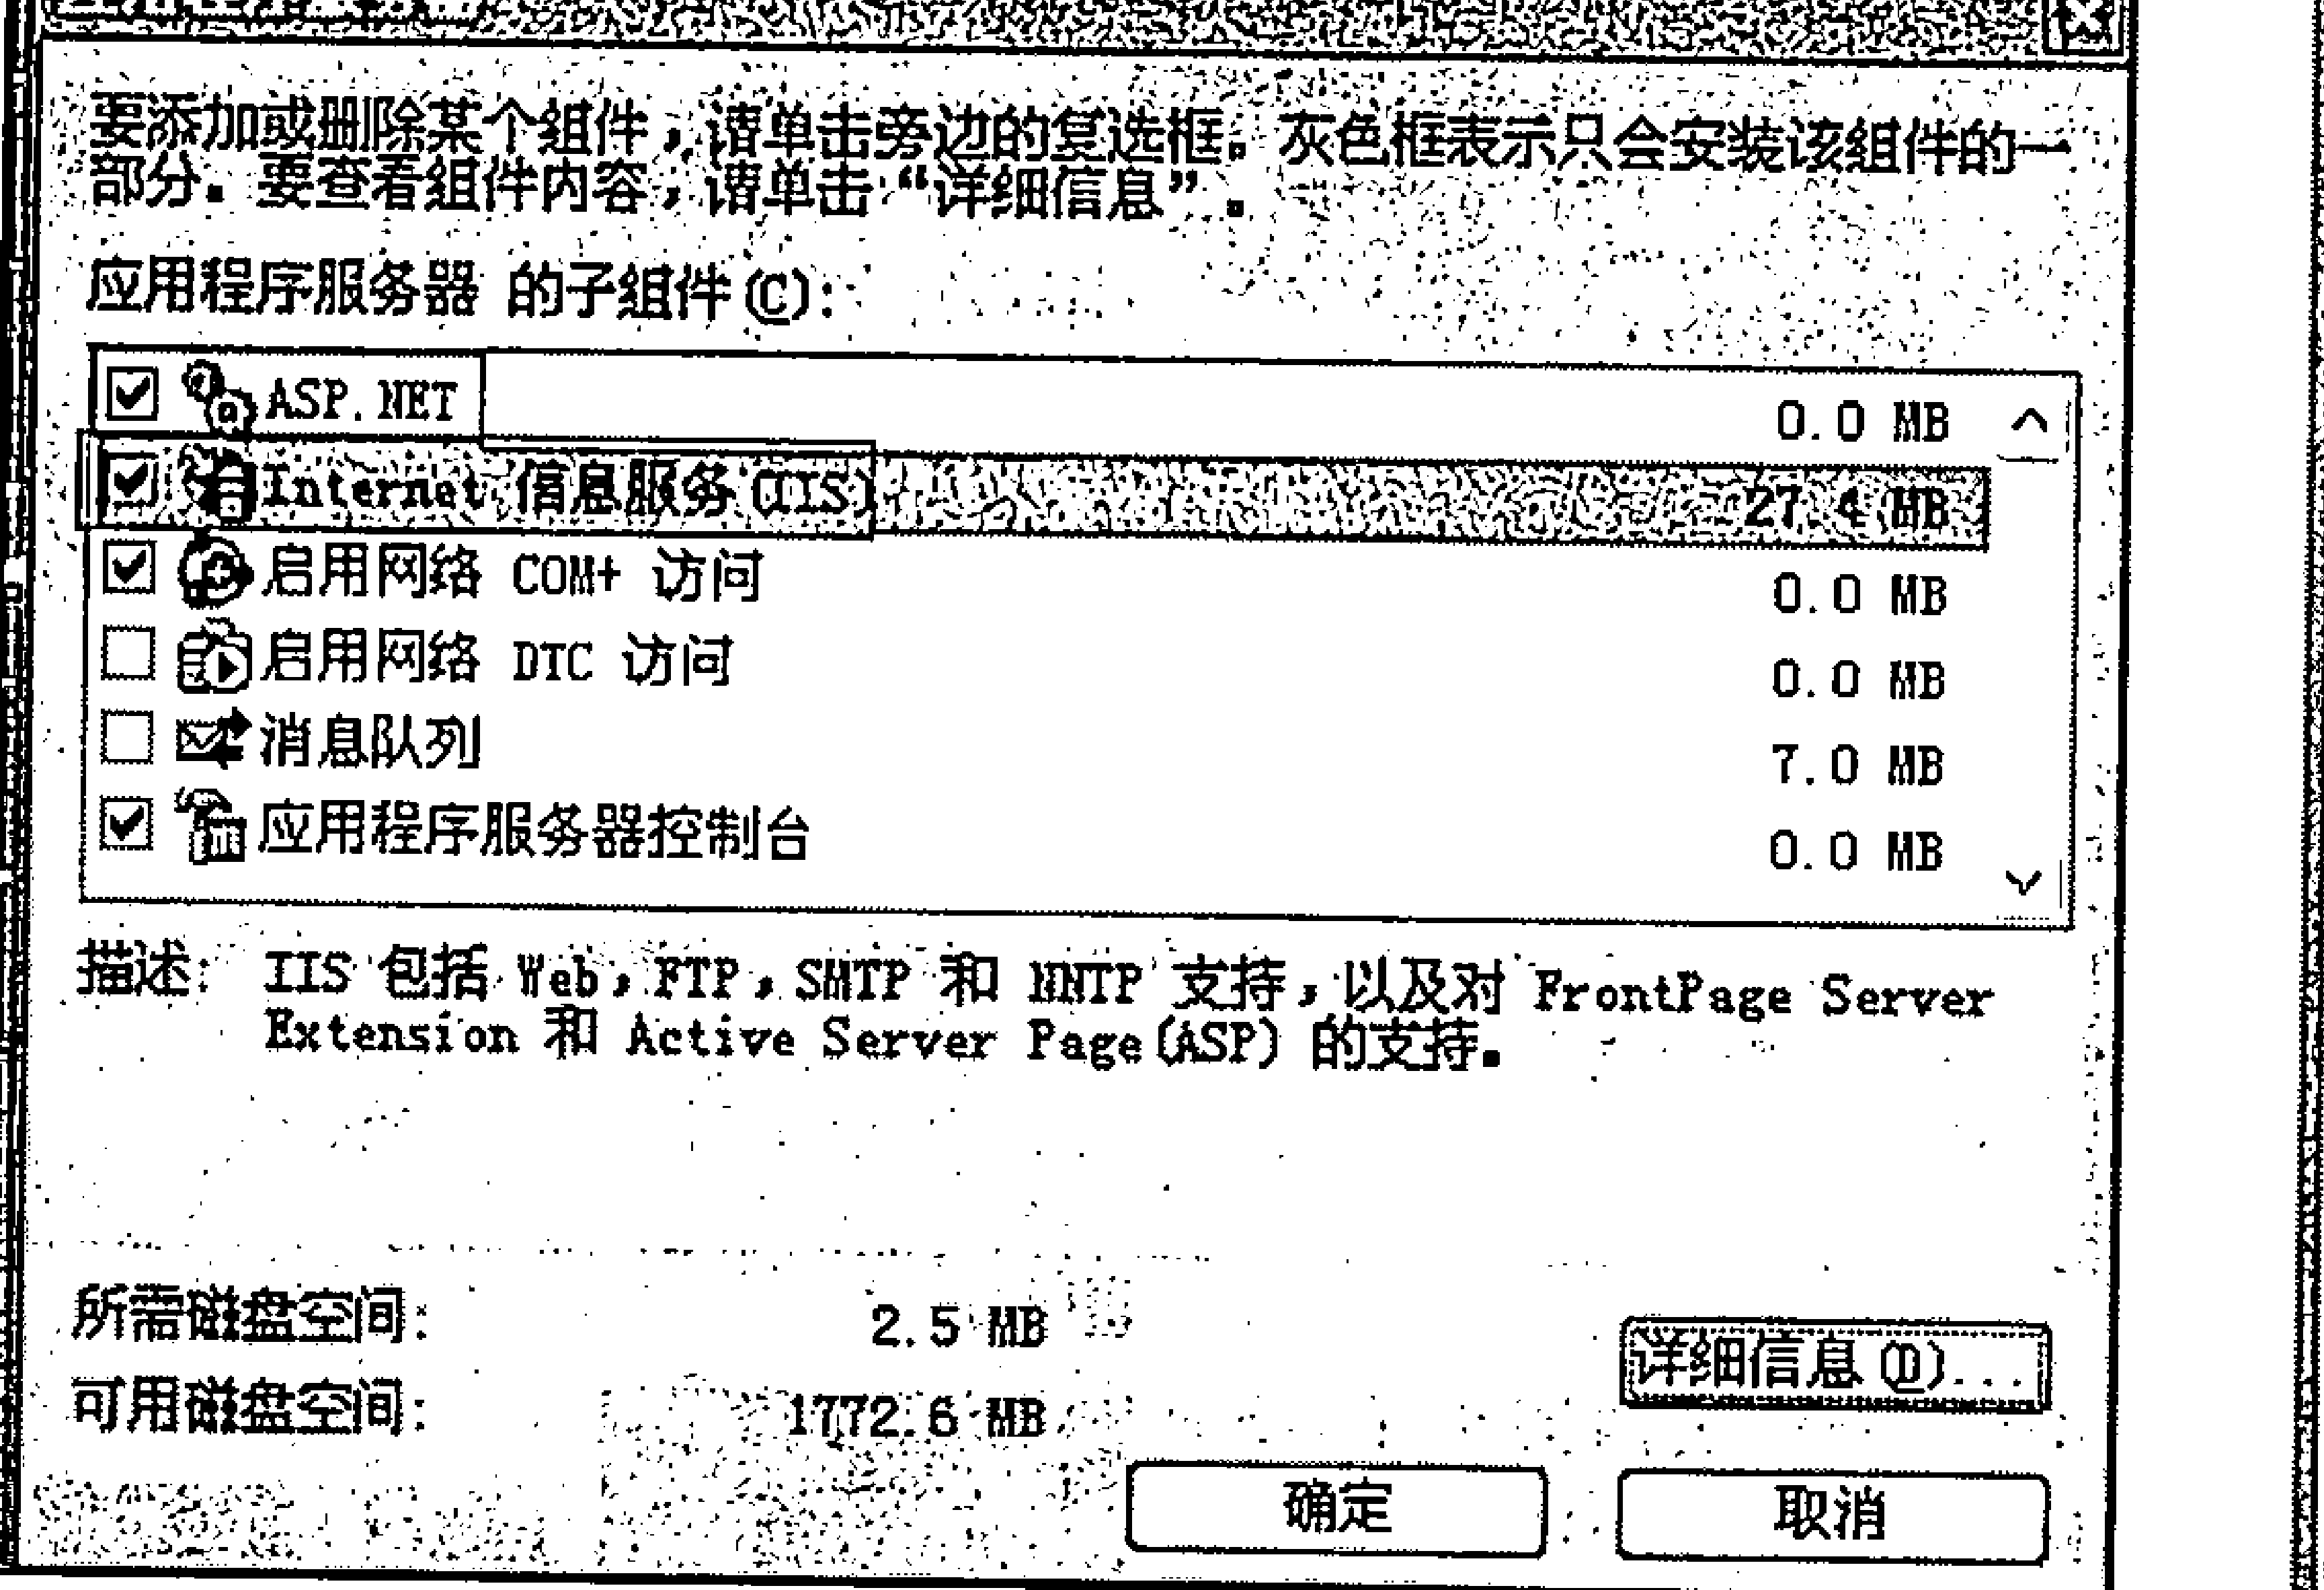 要添加或删除某个组件，请单击旁边的复选框。灰色框表示只会安装该组件的一
部分。要查看组件内容，请单击“详细信息”。
应用程序服务器 的子组件(C)：
ASP.NET 0.0 MB
Internet 信息服务(IIS) 27.4 MB
启用网络 COM+ 访问 0.0 MB
启用网络 DTC 访问 0.0 MB
消息队列 7.0 MB
应用程序服务器控制台 0.0 MB
描述： IIS 包括 Web，FTP，SMTP 和 NNTP 支持，以及对 FrontPage Server
Extension 和 Active Server Page(ASP) 的支持。
所需磁盘空间： 2.5 MB
可用磁盘空间： 1772.6 MB
详细信息(D)...
确定 取消